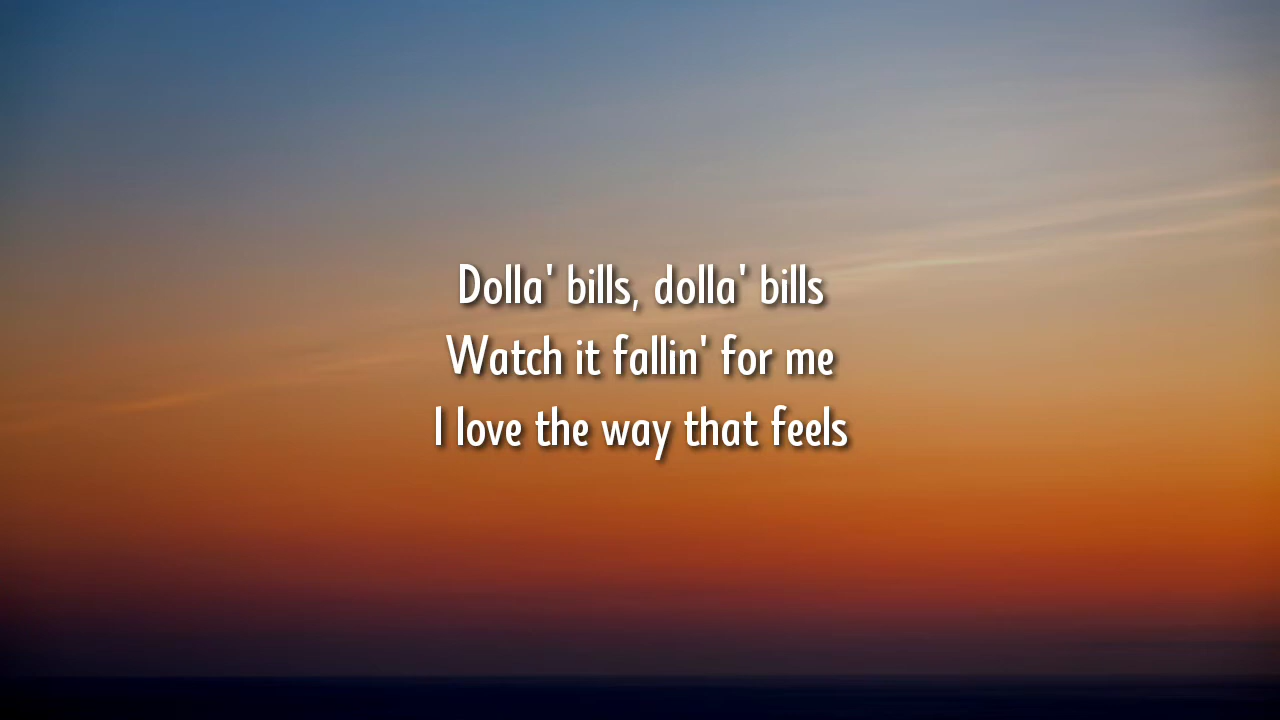 Dolla' bills, dolla' bills
Watch it fallin' for me
I love the way that feels